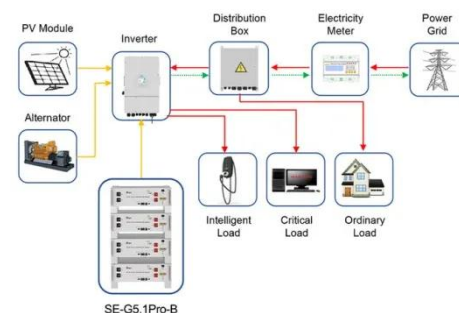 PV Module
Inverter
Distribution
Box
Electricity
Meter
Power
Grid
Alternator
Intelligent
Load
Critical
Load
Ordinary
Load
SE-G5.1Pro-B